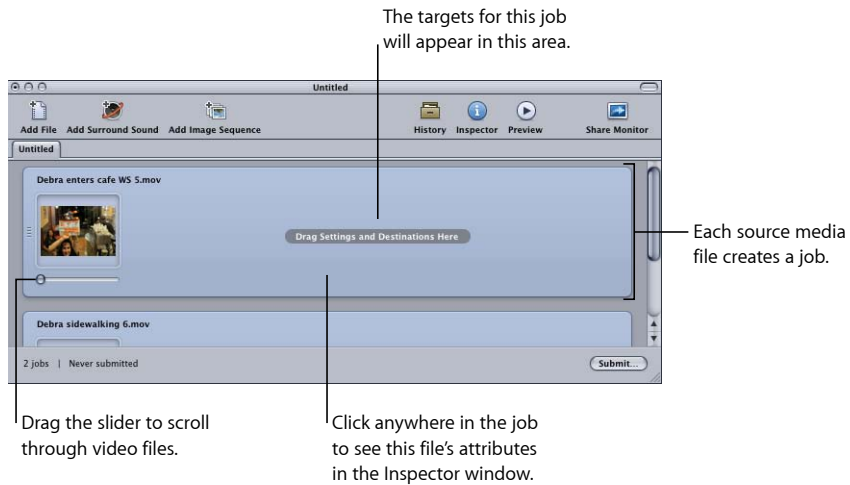 The targets for this job
will appear in this area.
Untitled
Add File Add Surround Sound Add Image Sequence History Inspector Preview Share Monitor
Untitled
Debra enters cafe WS 5.mov
Drag Settings and Destinations Here
Each source media
file creates a job.
Debra sidewalking 6.mov
2 jobs | Never submitted Submit...
Drag the slider to scroll
through video files.
Click anywhere in the job
to see this file’s attributes
in the Inspector window.